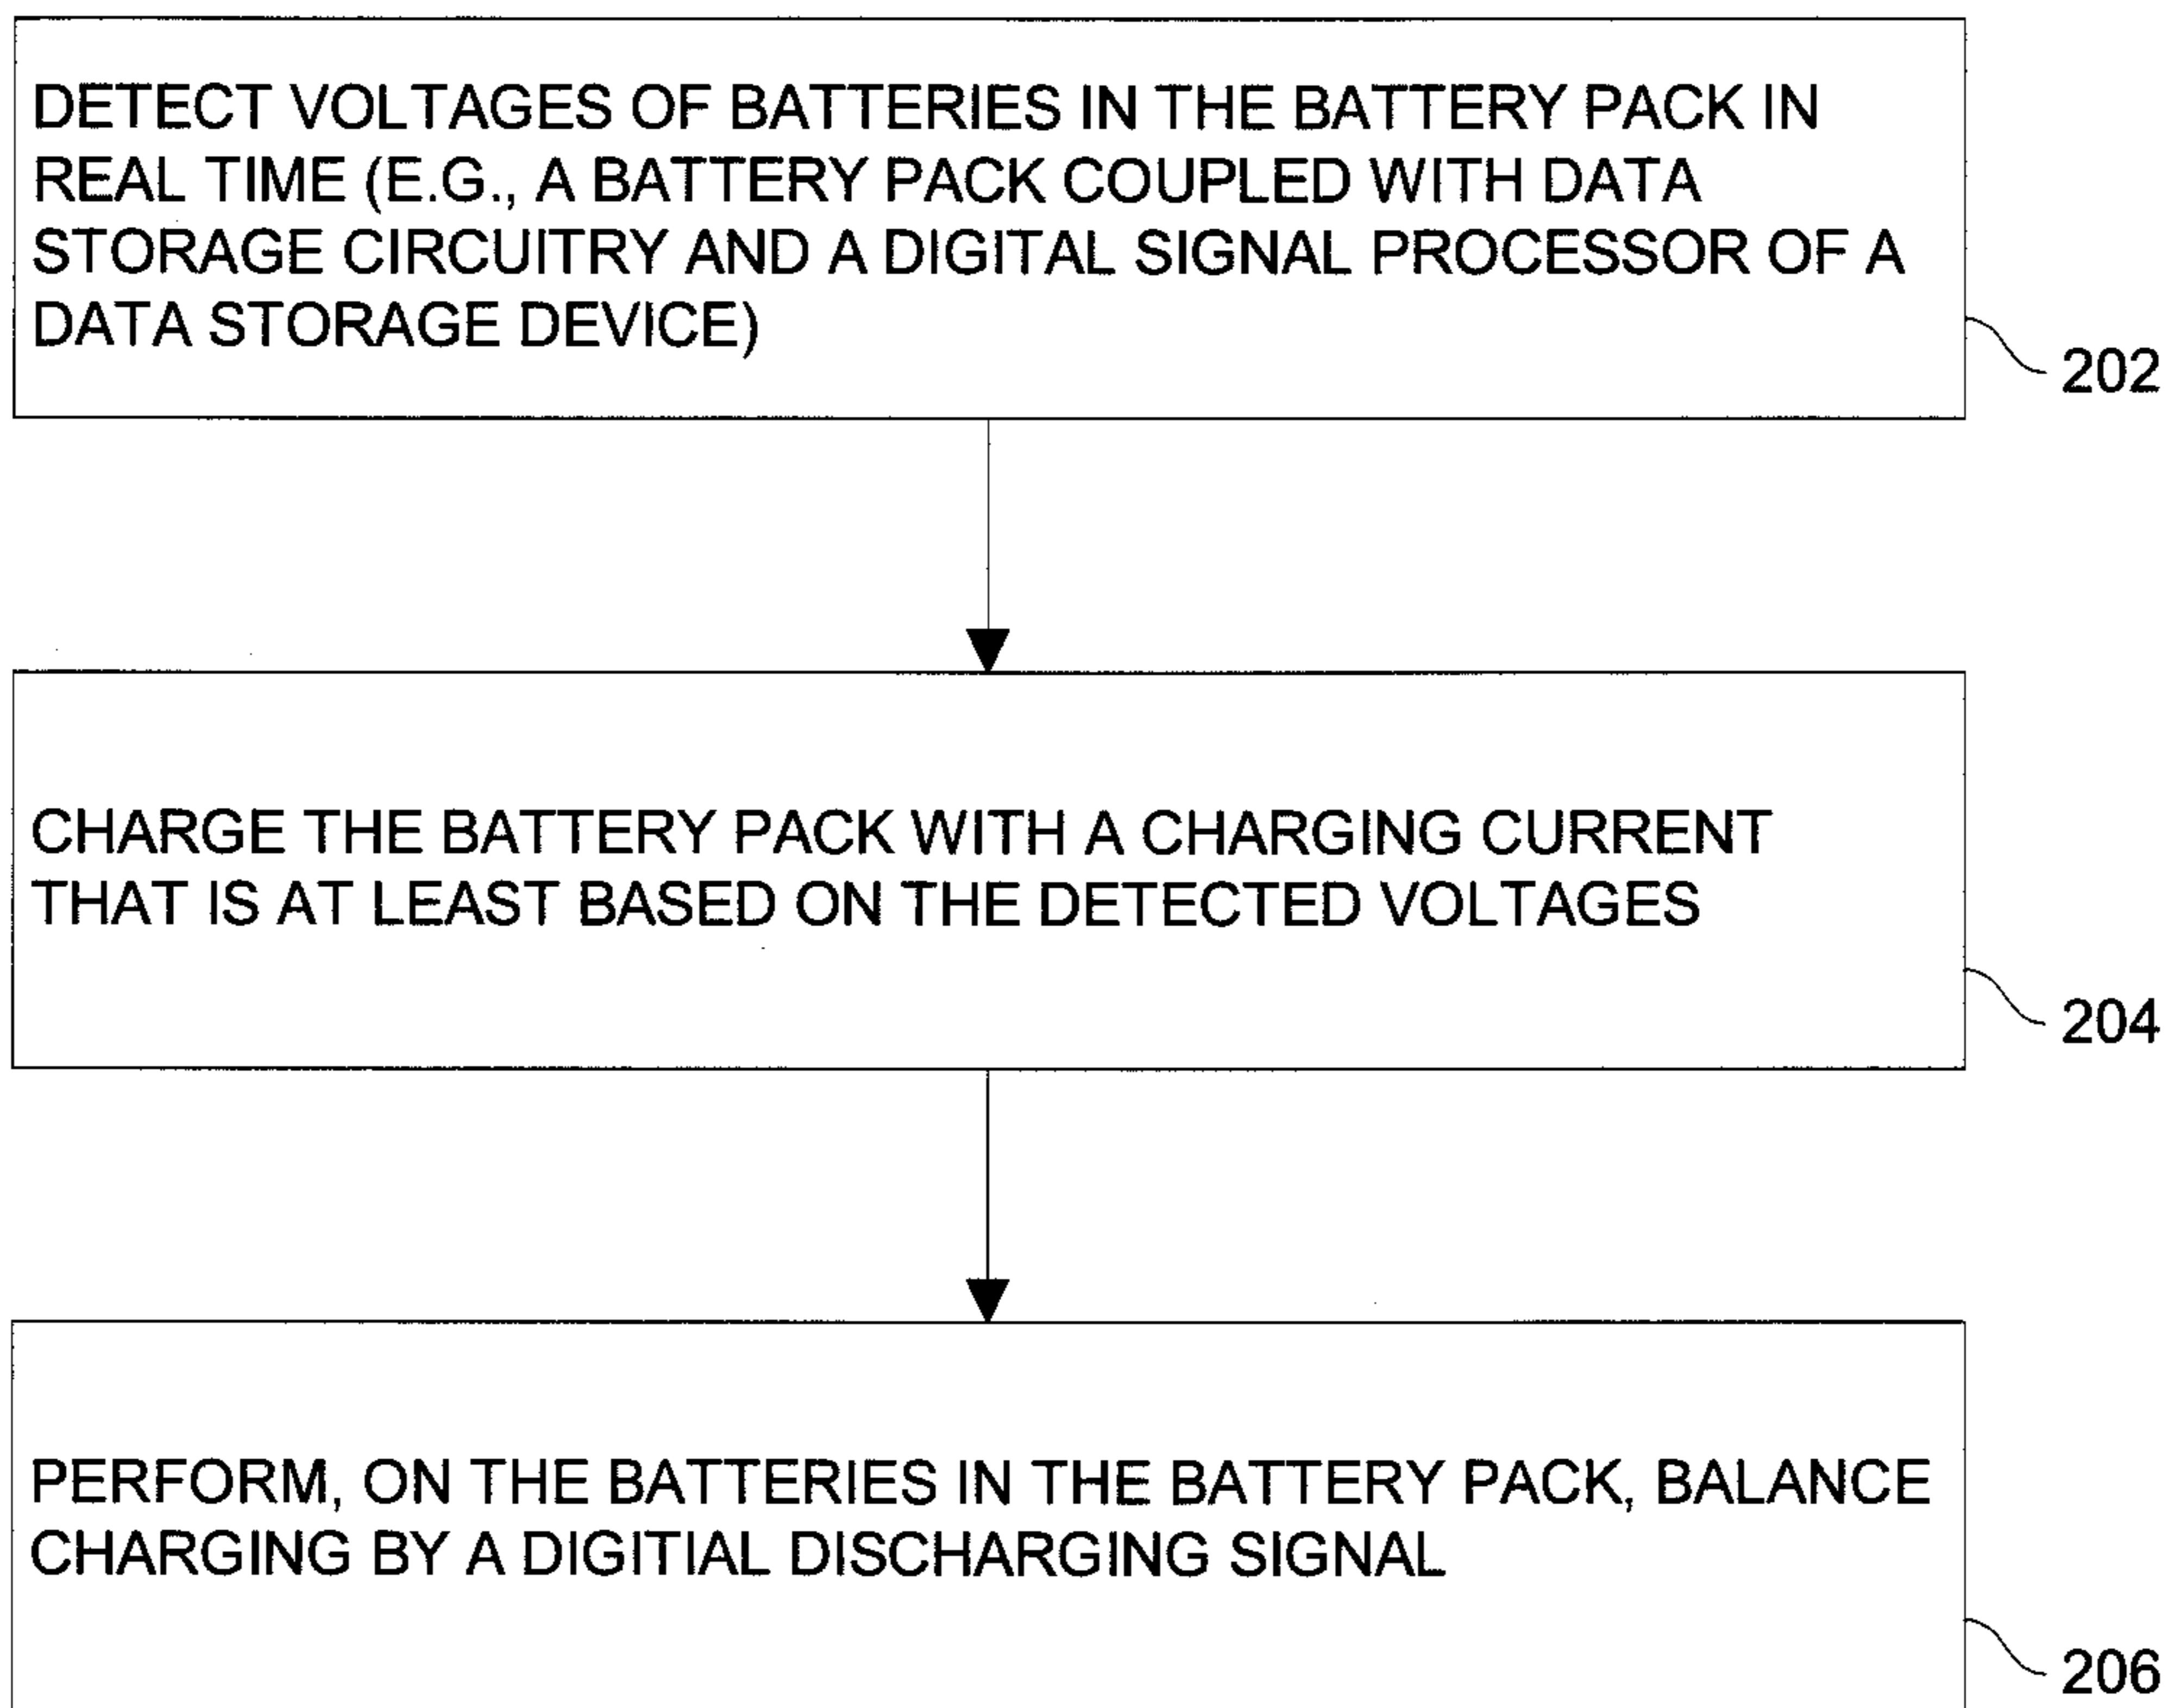 DETECT VOLTAGES OF BATTERIES IN THE BATTERY PACK IN
REAL TIME (E.G., A BATTERY PACK COUPLED WITH DATA
STORAGE CIRCUITRY AND A DIGITAL SIGNAL PROCESSOR OF A
DATA STORAGE DEVICE)
202
CHARGE THE BATTERY PACK WITH A CHARGING CURRENT
THAT IS AT LEAST BASED ON THE DETECTED VOLTAGES
204
PERFORM, ON THE BATTERIES IN THE BATTERY PACK, BALANCE
CHARGING BY A DIGITIAL DISCHARGING SIGNAL
206